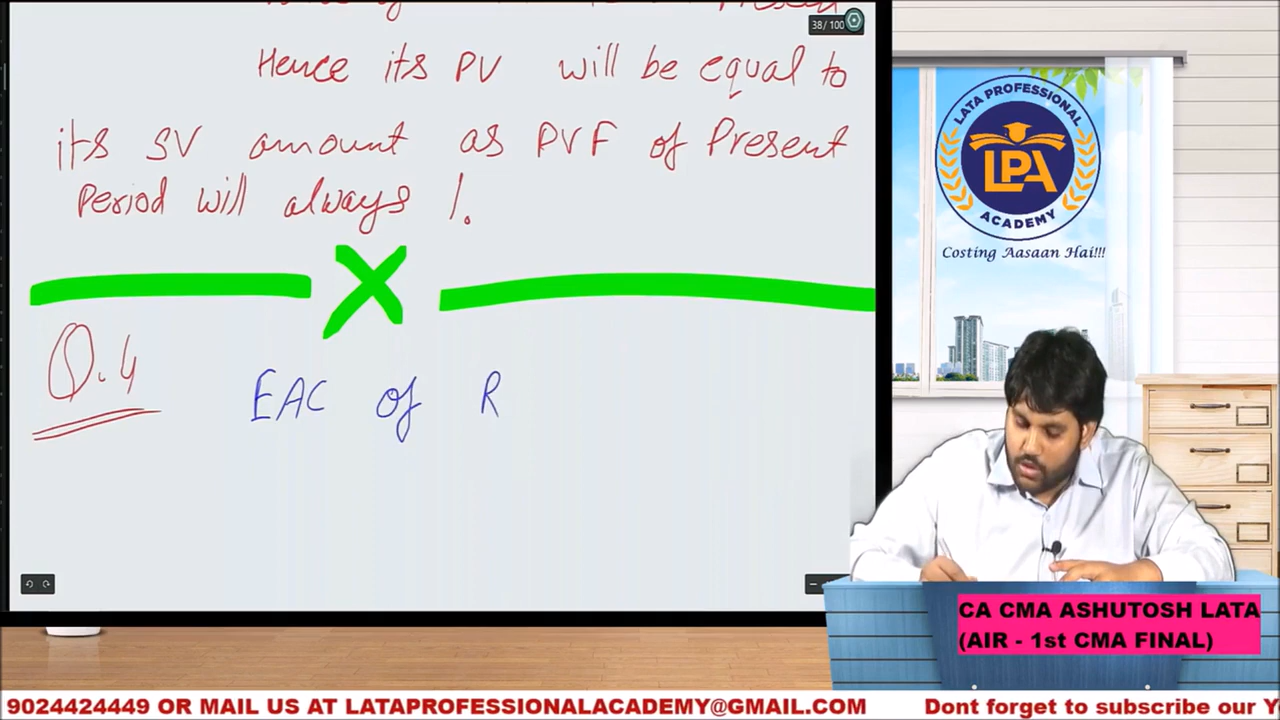 38/100
Hence its PV will be equal to
its SV amount as PVF of Present
Period will always 1.
Q.4
EAC of R
LATA PROFESSIONAL
LPA
ACADEMY
Costing Aasaan Hai!!!
CA CMA ASHUTOSH LATA
(AIR - 1st CMA FINAL)
9024424449 OR MAIL US AT LATAPROFESSIONALACADEMY@GMAIL.COM Dont forget to subscribe our Y